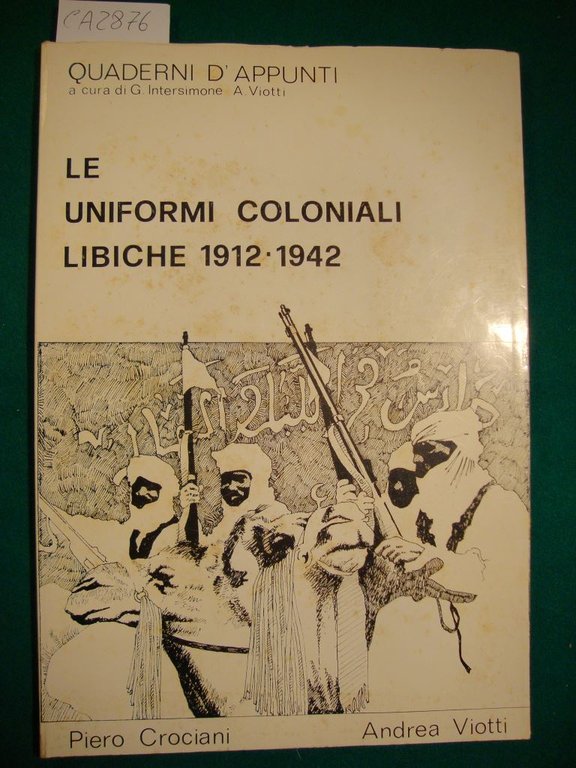 CA2876
QUADERNI D'APPUNTI
a cura di G. Intersimone A. Viotti
LE
UNIFORMI COLONIALI
LIBICHE 1912·1942
Piero Crociani Andrea Viotti